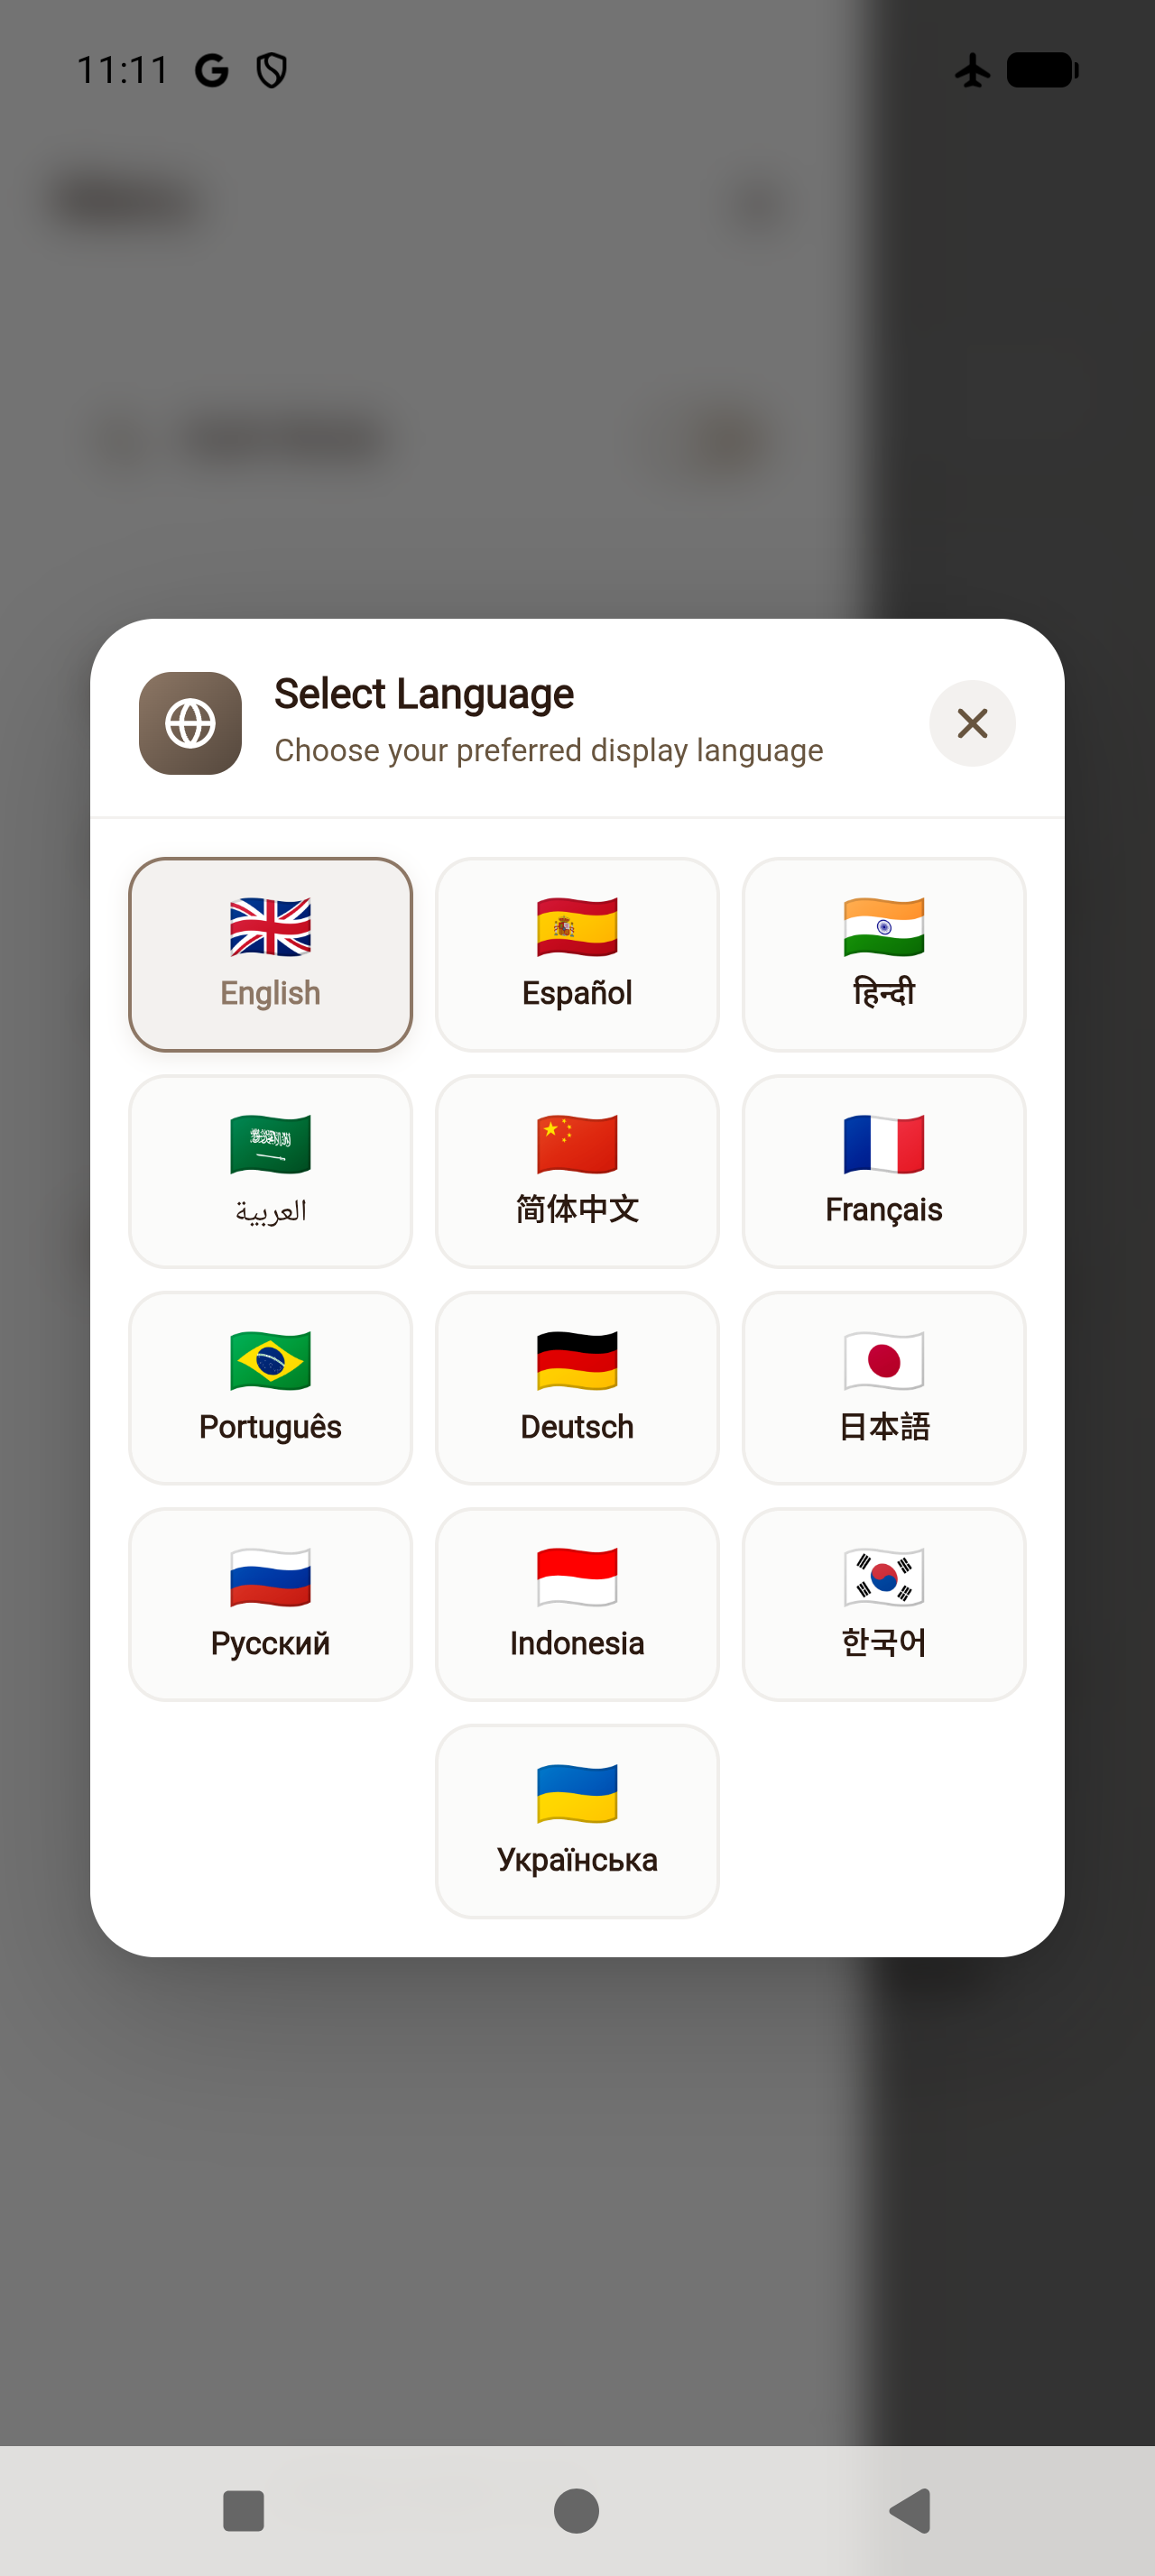 11:11
Select Language
Choose your preferred display language
English
Español
हिन्दी
العربية
简体中文
Français
Português
Deutsch
日本語
Русский
Indonesia
한국어
Українська